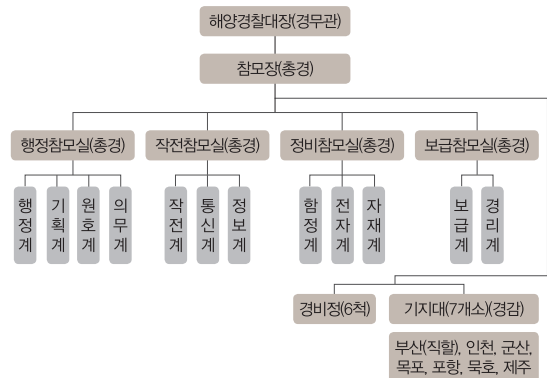 해양경찰대장(경무관)
참모장(총경)
행정참모실(총경)
작전참모실(총경)
정비참모실(총경)
보급참모실(총경)
행정계
기획계
원호계
의무계
작전계
통신계
정보계
함정계
전자계
자재계
보급계
경리계
경비정(6척)
기지대(7개소)(경감)
부산(직할), 인천, 군산,
목포, 포항, 묵호, 제주